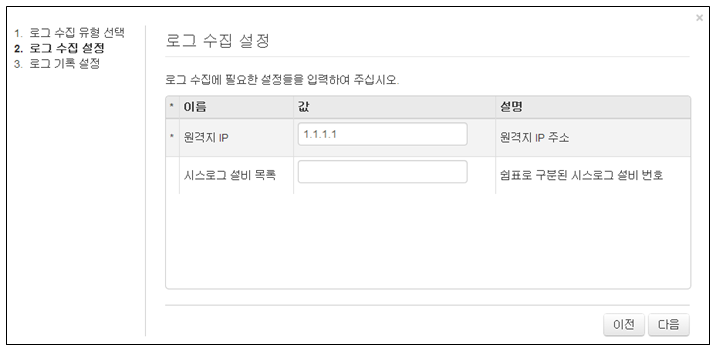 ×
1. 로그 수집 유형 선택
2. 로그 수집 설정
3. 로그 기록 설정
로그 수집 설정
로그 수집에 필요한 설정들을 입력하여 주십시오.
* 이름 값 설명
* 원격지 IP 1.1.1.1 원격지 IP 주소
시스로그 설비 목록 쉼표로 구분된 시스로그 설비 번호
이전 다음